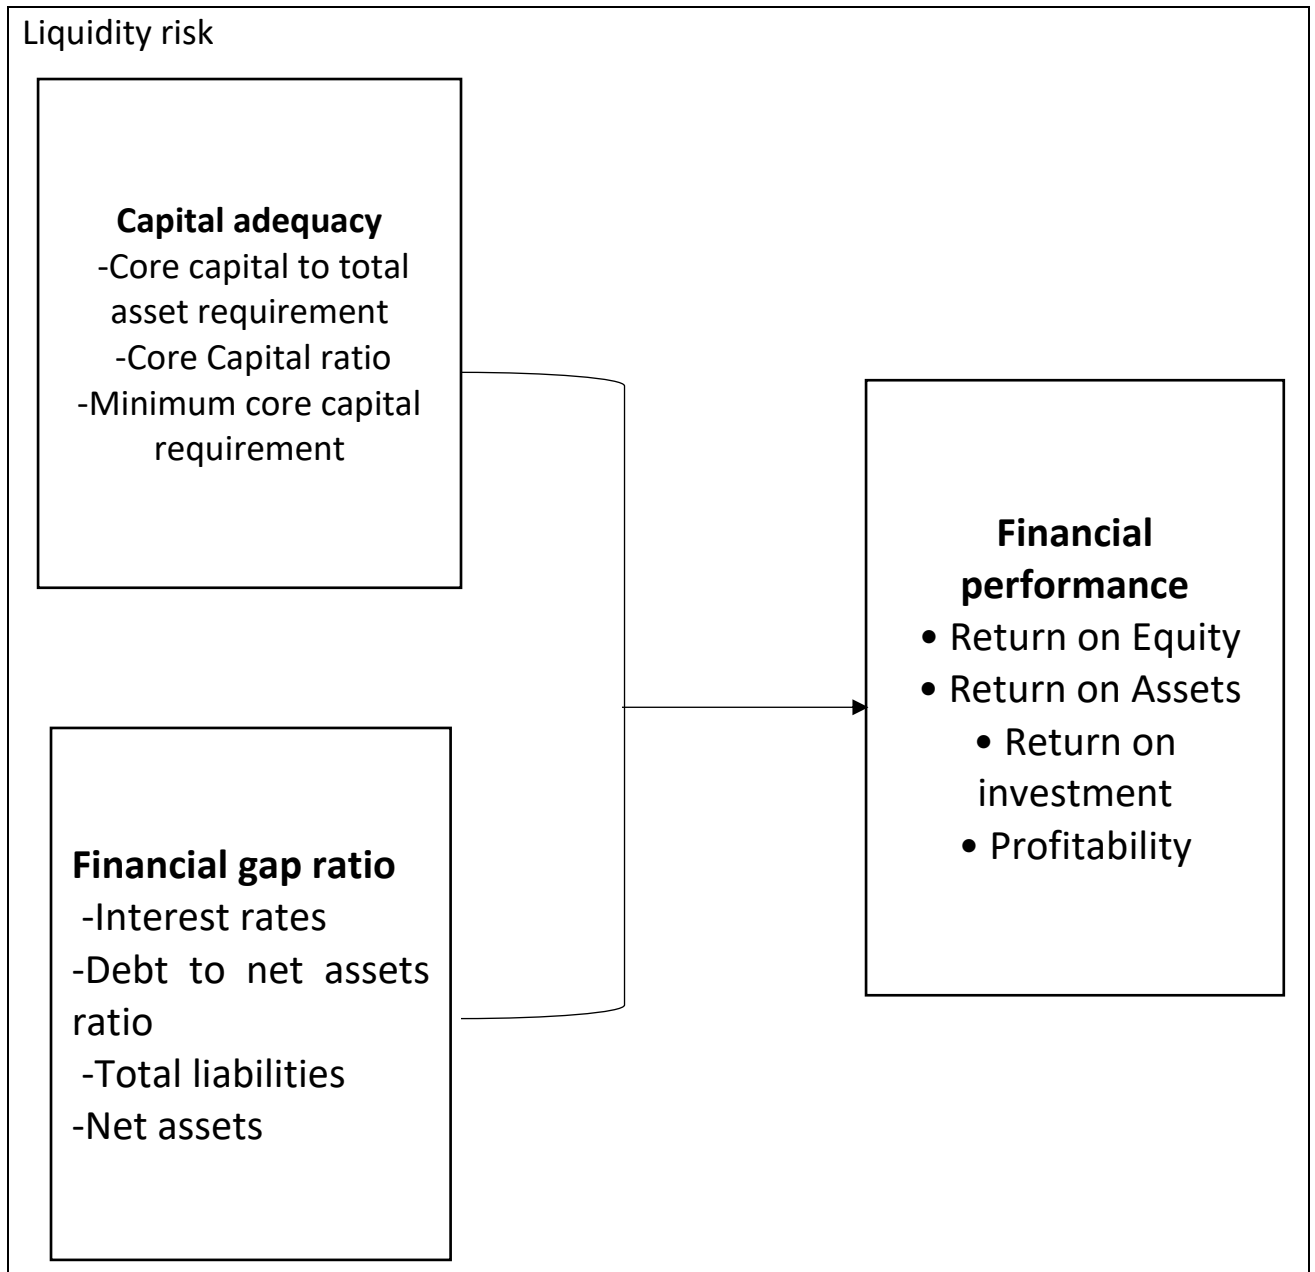 Liquidity risk
Capital adequacy
-Core capital to total
asset requirement
-Core Capital ratio
-Minimum core capital
requirement
Financial gap ratio
-Interest rates
-Debt to net assets
ratio
-Total liabilities
-Net assets
Financial
performance
• Return on Equity
• Return on Assets
• Return on
investment
• Profitability